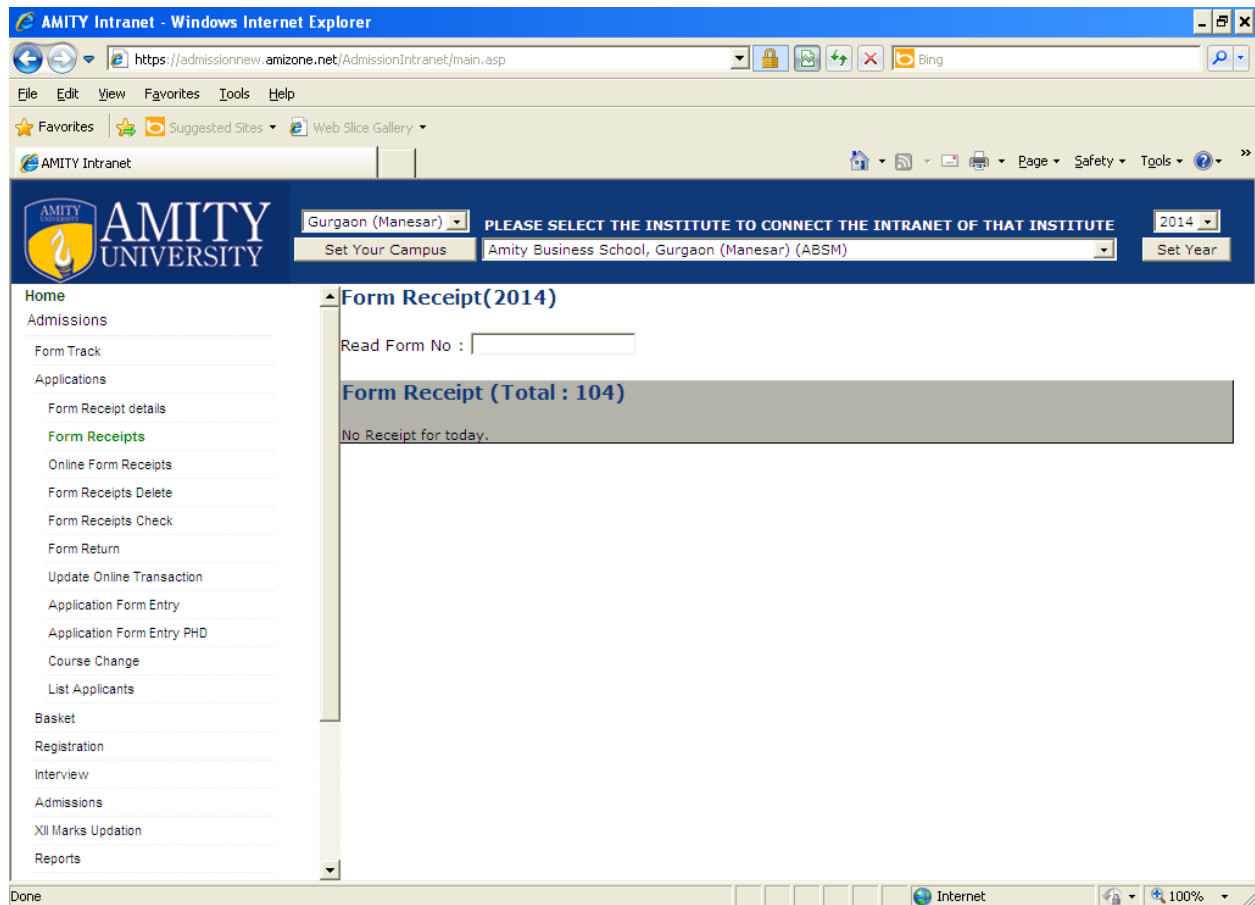 AMITY Intranet - Windows Internet Explorer
https://admissionnew.amizone.net/AdmissionIntranet/main.asp
Bing
File Edit View Favorites Tools Help
Favorites Suggested Sites Web Slice Gallery
AMITY Intranet
Page Safety Tools
AMITY
UNIVERSITY
AMITY
UNIVERSITY
Gurgaon (Manesar)
PLEASE SELECT THE INSTITUTE TO CONNECT THE INTRANET OF THAT INSTITUTE
2014
Set Your Campus
Amity Business School, Gurgaon (Manesar) (ABSM)
Set Year
Home
Admissions
Form Track
Applications
Form Receipt details
Form Receipts
Online Form Receipts
Form Receipts Delete
Form Receipts Check
Form Return
Update Online Transaction
Application Form Entry
Application Form Entry PHD
Course Change
List Applicants
Basket
Registration
Interview
Admissions
XII Marks Updation
Reports
Form Receipt(2014)
Read Form No :
Form Receipt (Total : 104)
No Receipt for today.
Done
Internet
100%